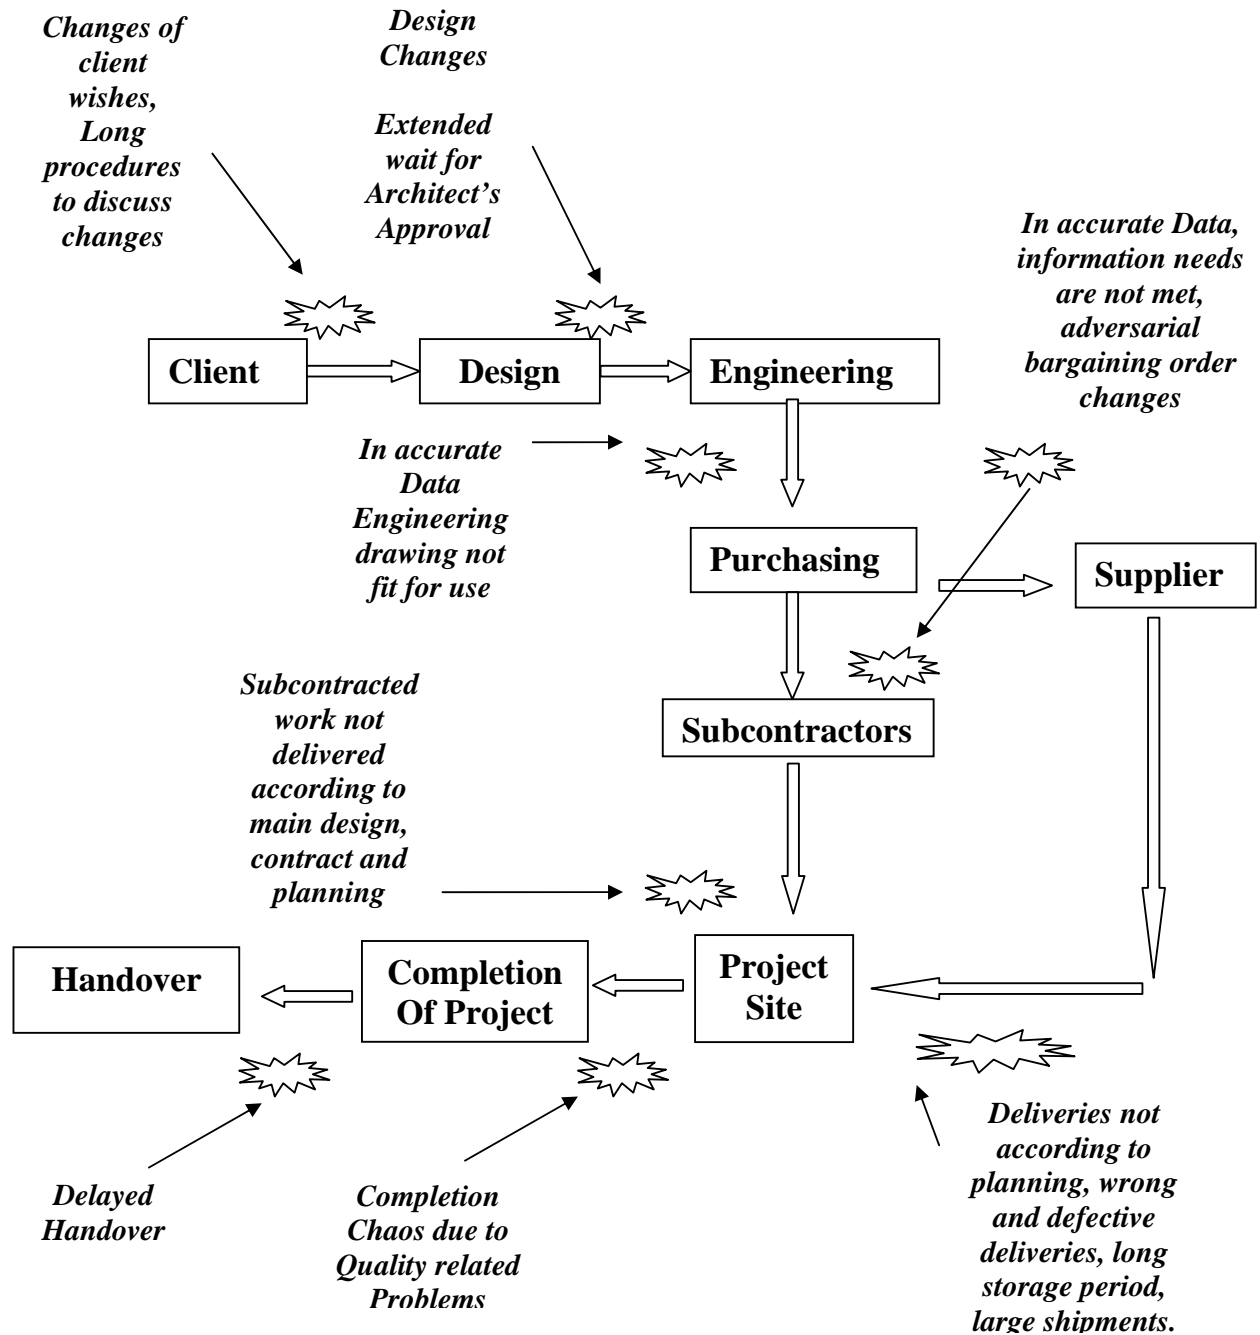 Changes of
client
wishes,
Long
procedures
to discuss
changes
Design
Changes
Extended
wait for
Architect's
Approval
In accurate Data,
information needs
are not met,
adversarial
bargaining order
changes
Client
Design
Engineering
In accurate
Data
Engineering
drawing not
fit for use
Purchasing
Supplier
Subcontracted
work not
delivered
according to
main design,
contract and
planning
Subcontractors
Handover
Completion
Of Project
Project
Site
Delayed
Handover
Completion
Chaos due to
Quality related
Problems
Deliveries not
according to
planning, wrong
and defective
deliveries, long
storage period,
large shipments.